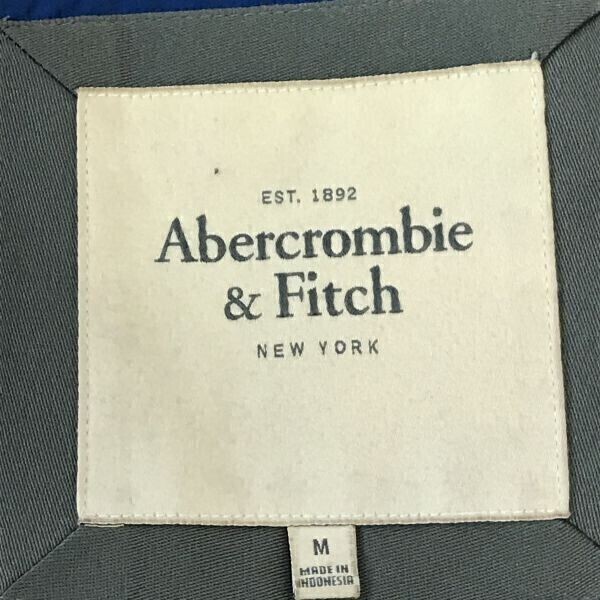 EST. 1892
Abercrombie
& Fitch
NEW YORK
M
MADE IN
INDONESIA